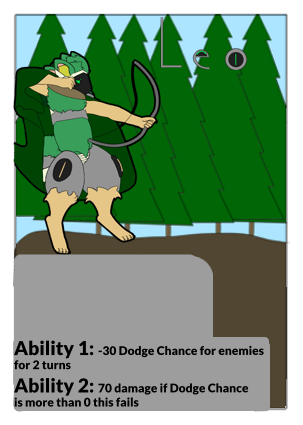 Leo
Ability 1: -30 Dodge Chance for enemies
for 2 turns
Ability 2: 70 damage if Dodge Chance
is more than 0 this fails